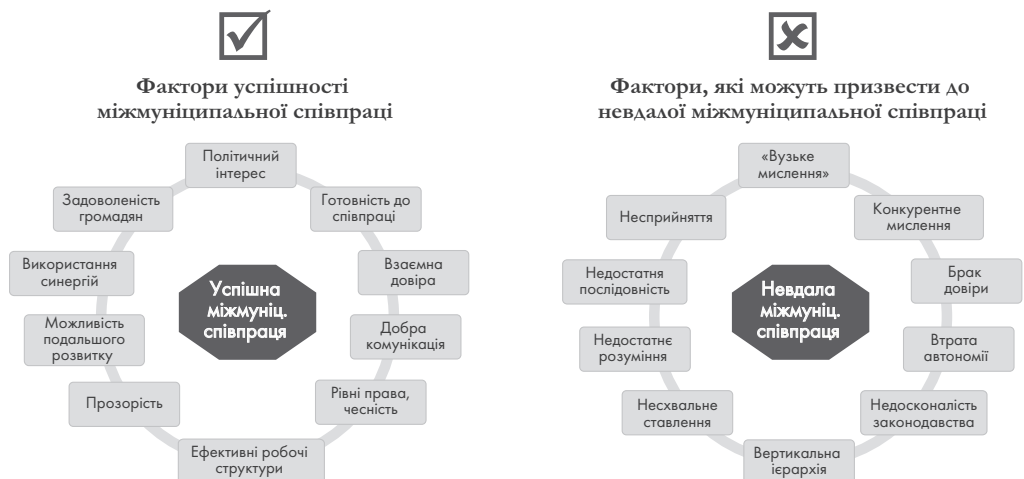 Фактори успішності
міжмуніципальної співпраці
Політичний
інтерес
Готовність до
співпраці
Взаємна
довіра
Добра
комунікація
Рівні права,
чесність
Ефективні робочі
структури
Прозорість
Можливість
подальшого
розвитку
Використання
синергій
Задоволеність
громадян
Успішна
міжмуніц.
співпраця
Фактори, які можуть призвести до
невдалої міжмуніципальної співпраці
«Вузьке
мислення»
Конкурентне
мислення
Брак
довіри
Втрата
автономії
Недосконалість
законодавства
Вертикальна
ієрархія
Несхвальне
ставлення
Недостатнє
розуміння
Недостатня
послідовність
Несприйняття
Невдала
міжмуніц.
співпраця